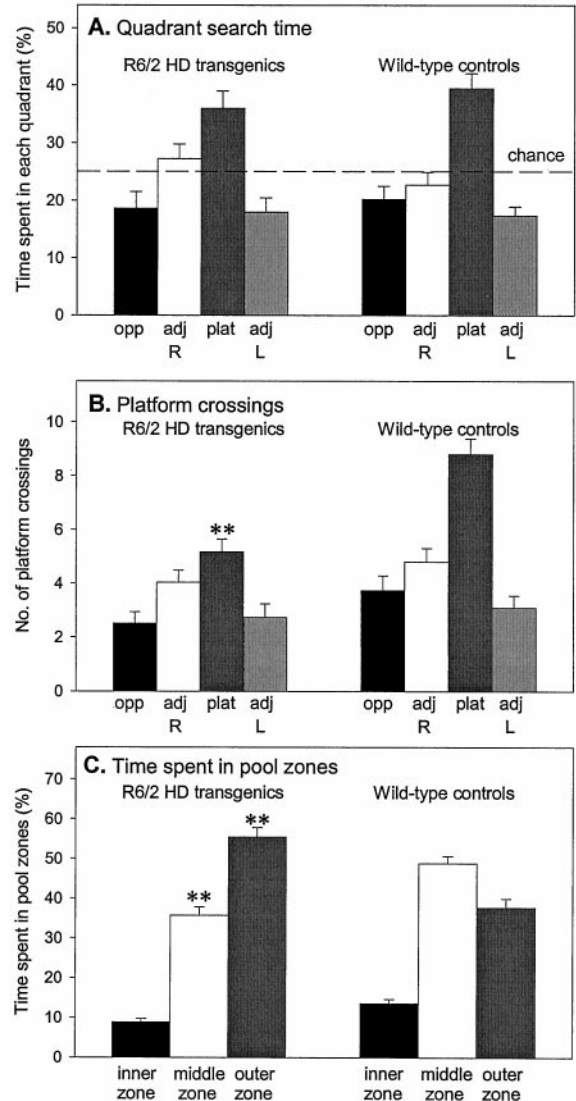 A. Quadrant search time
R6/2 HD transgenics Wild-type controls
Time spent in each quadrant (%)
50
40
30
20
10
0
chance
opp adj plat adj opp adj plat adj
R L R L
B. Platform crossings
R6/2 HD transgenics Wild-type controls
No. of platform crossings
10
8
6
4
2
0
**
opp adj plat adj opp adj plat adj
R L R L
C. Time spent in pool zones
R6/2 HD transgenics Wild-type controls
Time spent in pool zones (%)
70
60
50
40
30
20
10
0
**
**
inner middle outer inner middle outer
zone zone zone zone zone zone